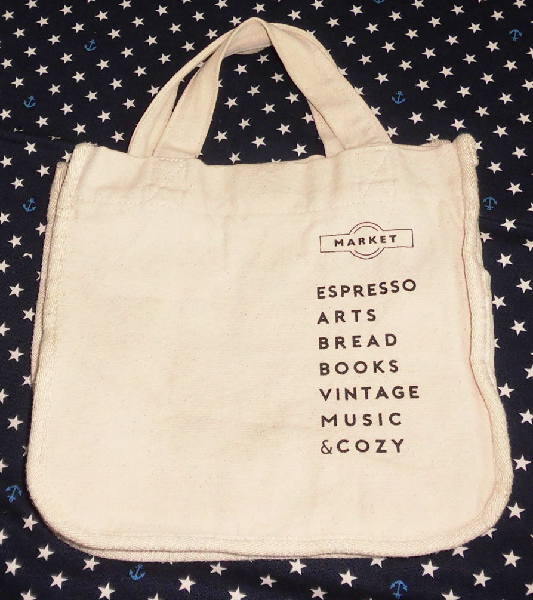 MARKET
ESPRESSO
ARTS
BREAD
BOOKS
VINTAGE
MUSIC
&COZY